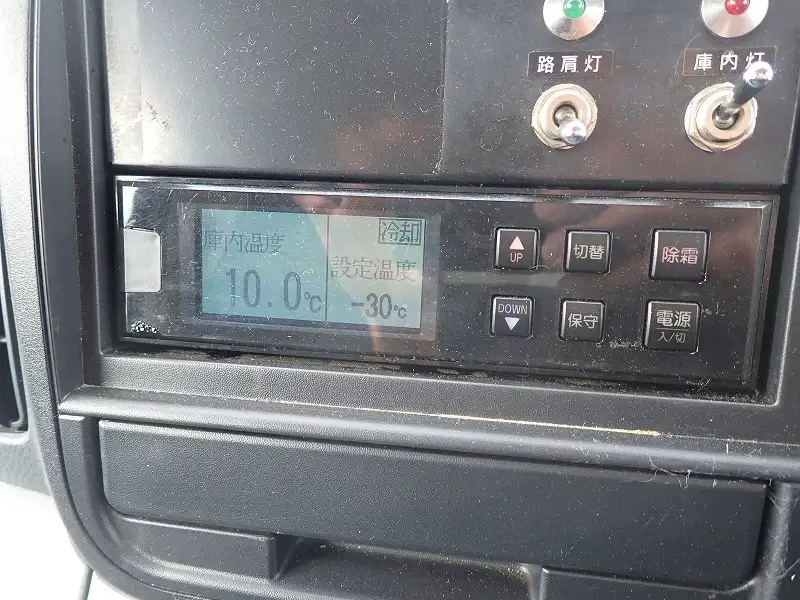 路肩灯
庫内灯
庫内温度
10.0℃
冷却
設定温度
-30℃
UP
切替
除霜
DOWN
保守
電源
入/切